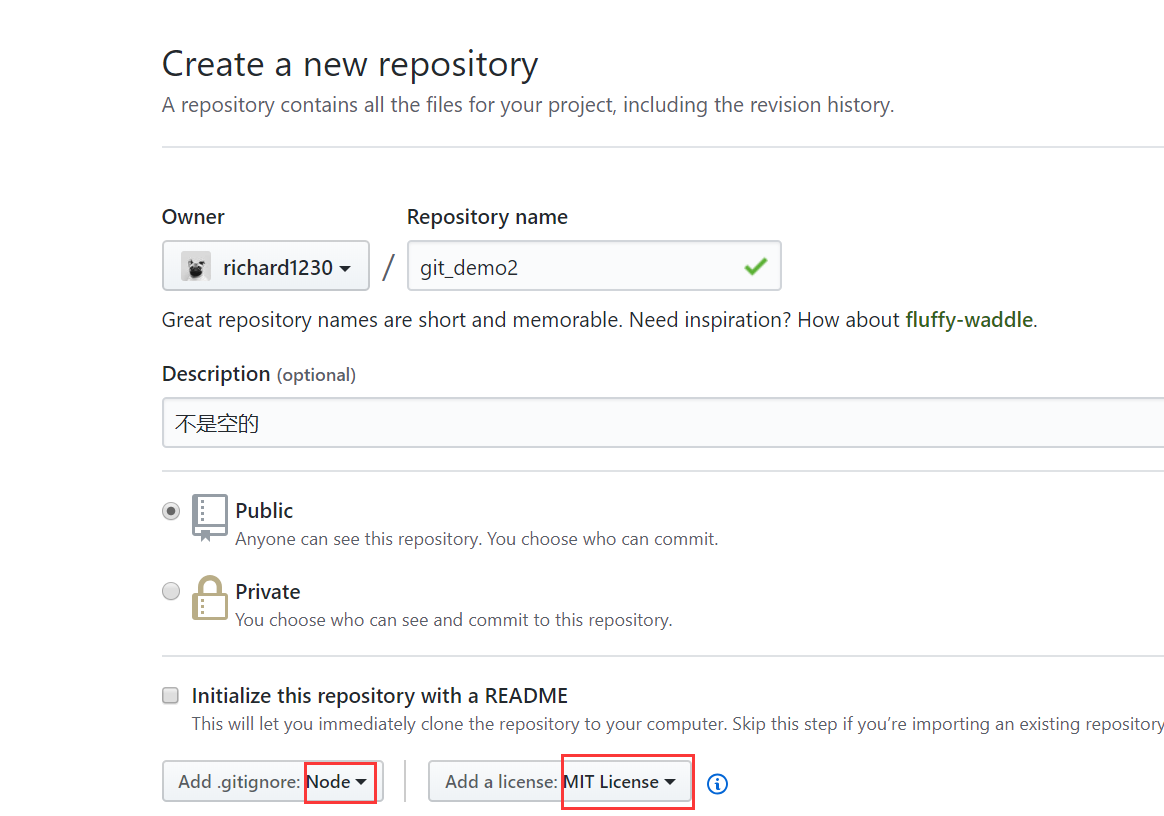 Create a new repository
A repository contains all the files for your project, including the revision history.
Owner
Repository name
richard1230 / git_demo2
Great repository names are short and memorable. Need inspiration? How about fluffy-waddle.
Description (optional)
不是空的
Public
Anyone can see this repository. You choose who can commit.
Private
You choose who can see and commit to this repository.
Initialize this repository with a README
This will let you immediately clone the repository to your computer. Skip this step if you’re importing an existing repository
Add .gitignore: Node
Add a license: MIT License